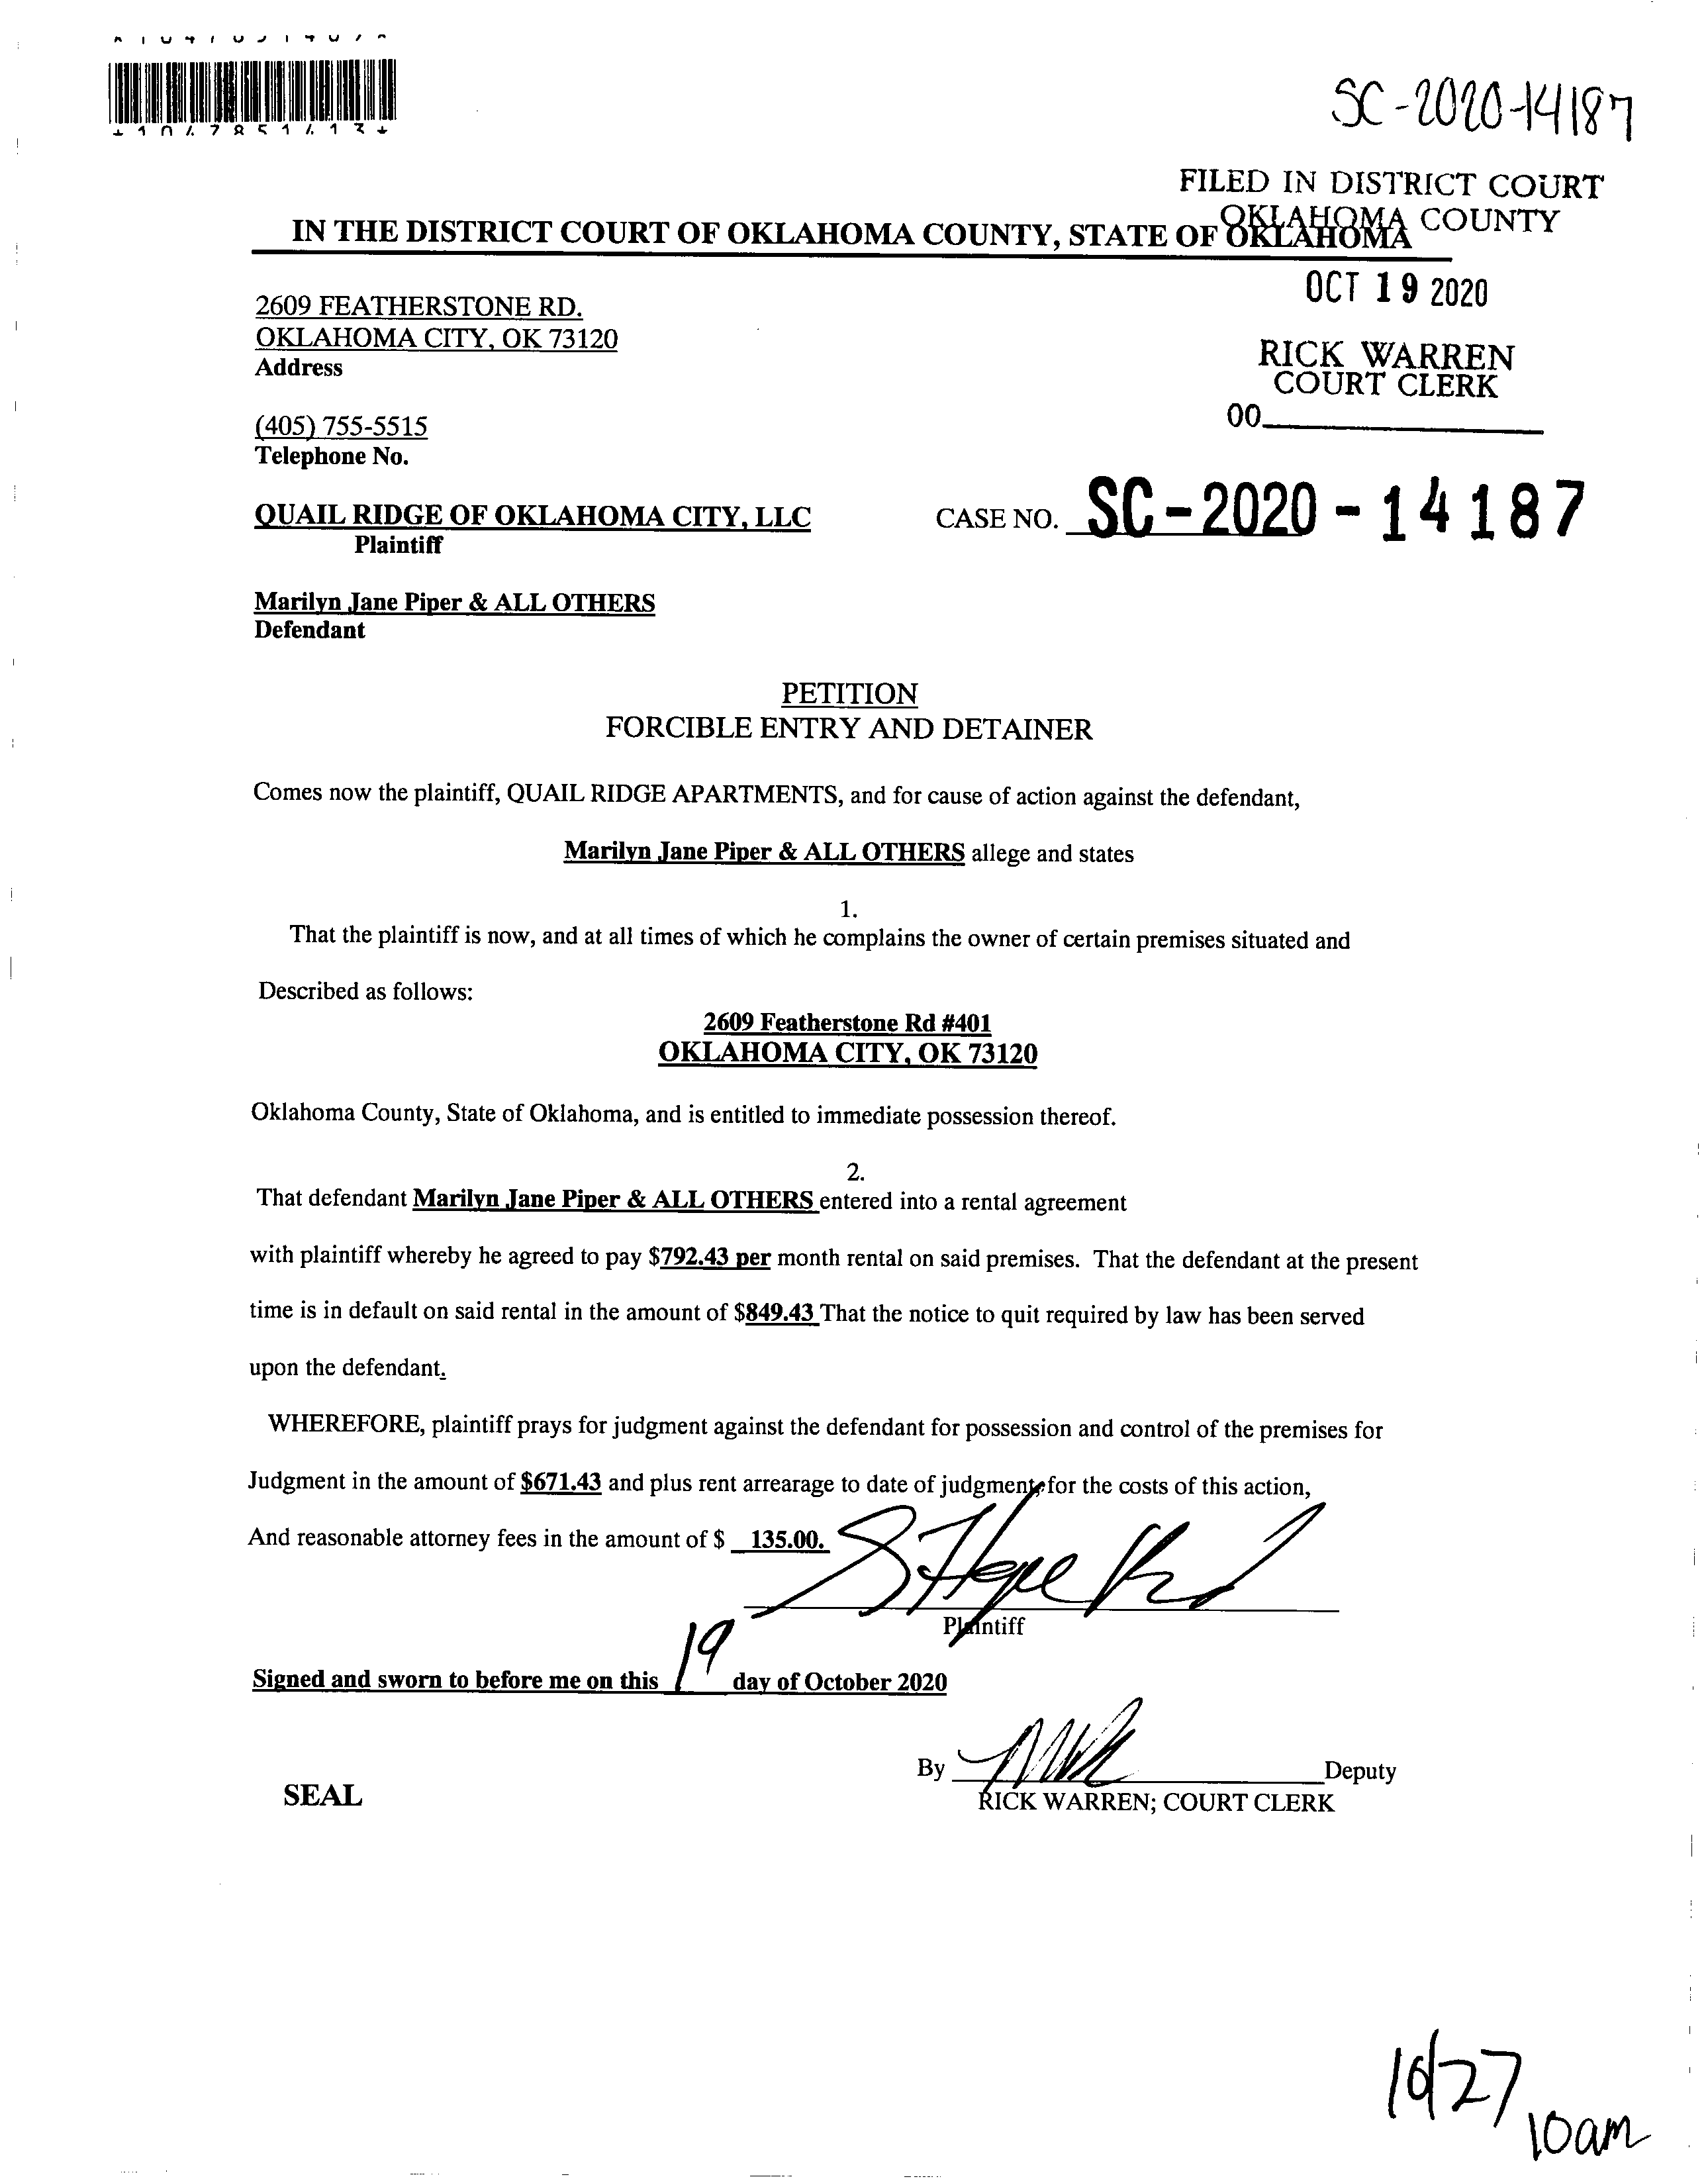 SC-2020-14187
FILED IN DISTRICT COURT
OKLAHOMA COUNTY
IN THE DISTRICT COURT OF OKLAHOMA COUNTY, STATE OF OKLAHOMA
OCT 19 2020
2609 FEATHERSTONE RD.
OKLAHOMA CITY, OK 73120
Address
RICK WARREN
COURT CLERK
00
(405) 755-5515
Telephone No.
QUAIL RIDGE OF OKLAHOMA CITY, LLC
CASE NO. SC-2020-14187
Plaintiff
Marilyn Jane Piper & ALL OTHERS
Defendant
PETITION
FORCIBLE ENTRY AND DETAINER
Comes now the plaintiff, QUAIL RIDGE APARTMENTS, and for cause of action against the defendant,
Marilyn Jane Piper & ALL OTHERS allege and states
1.
That the plaintiff is now, and at all times of which he complains the owner of certain premises situated and
Described as follows:
2609 Featherstone Rd #401
OKLAHOMA CITY, OK 73120
Oklahoma County, State of Oklahoma, and is entitled to immediate possession thereof.
2.
That defendant Marilyn Jane Piper & ALL OTHERS entered into a rental agreement
with plaintiff whereby he agreed to pay $792.43 per month rental on said premises. That the defendant at the present
time is in default on said rental in the amount of $849.43 That the notice to quit required by law has been served
upon the defendant.
WHEREFORE, plaintiff prays for judgment against the defendant for possession and control of the premises for
Judgment in the amount of $671.43 and plus rent arrearage to date of judgment, for the costs of this action,
And reasonable attorney fees in the amount of $ 135.00.
Plaintiff
Signed and sworn to before me on this 19 day of October 2020
By Deputy
SEAL
RICK WARREN; COURT CLERK
10/27
10am